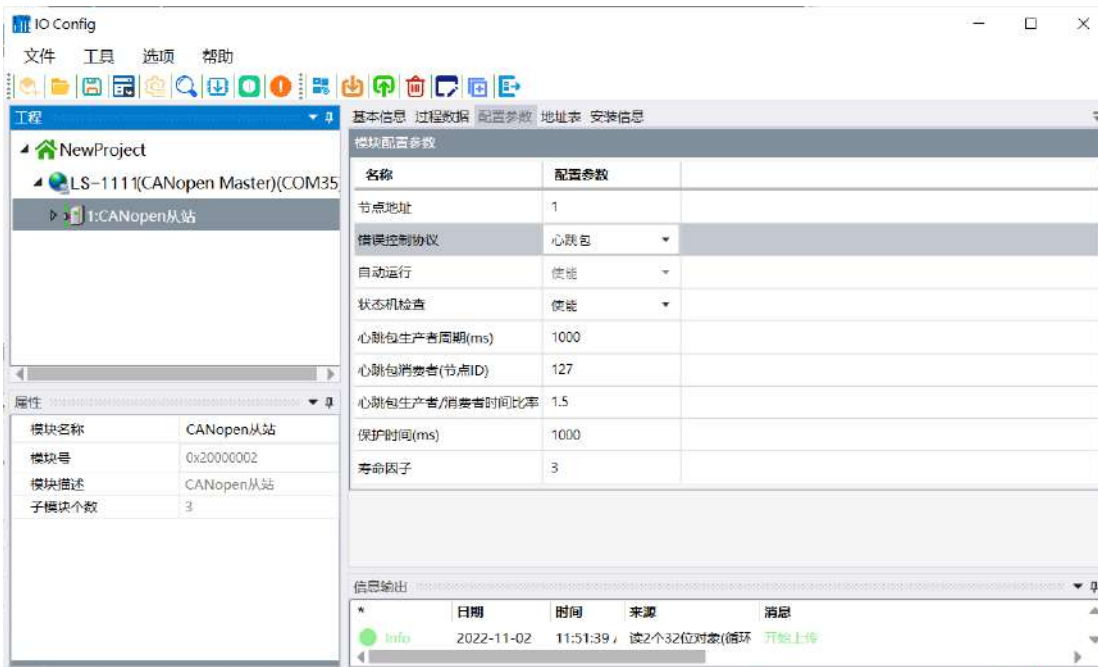 IO Config
文件 工具 选项 帮助
工程
NewProject
LS-1111(CANopen Master)(COM35
1:CANopen从站
属性
模块名称 CANopen从站
模块号 0x20000002
模块描述 CANopen从站
子模块个数 3
基本信息 过程数据 配置参数 地址表 安装信息
模块配置参数
名称 配置参数
节点地址 1
错误控制协议 心跳包
自动运行 使能
状态机检查 使能
心跳包生产者周期(ms) 1000
心跳包消费者(节点ID) 127
心跳包生产者/消费者时间比率 1.5
保护时间(ms) 1000
寿命因子 3
信息输出
* 日期 时间 来源 消息
Info 2022-11-02 11:51:39 / 读2个32位对象(循环 开始上传